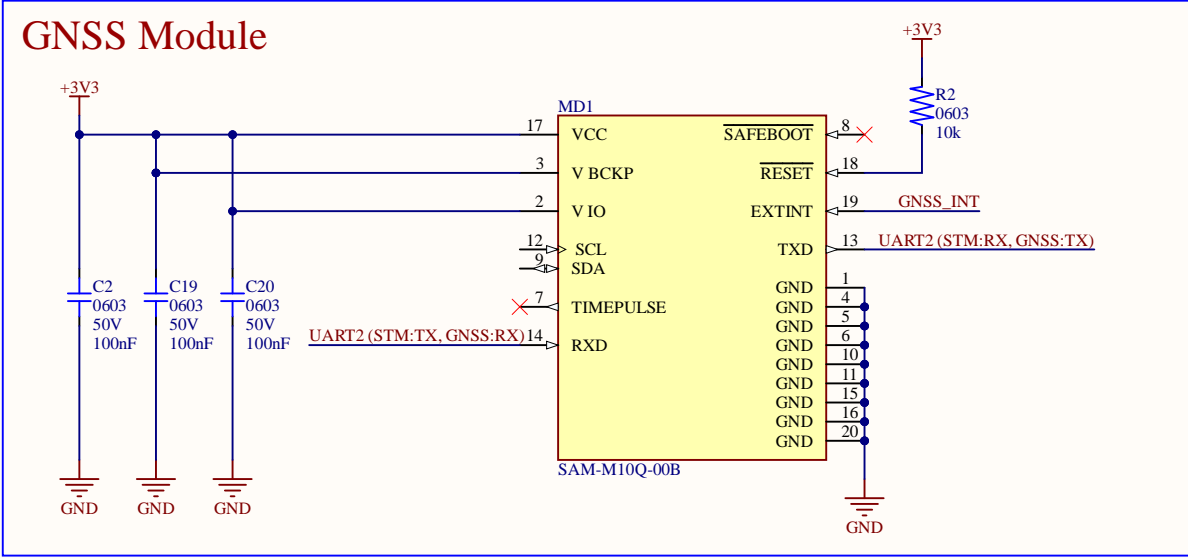 GNSS Module
+3V3
+3V3
R2
0603
10k
MD1
17 VCC
SAFEBOOT 8
3 V BCKP
RESET 18
2 V IO
EXTINT 19 GNSS_INT
12 SCL
TXD 13 UART2 (STM:RX, GNSS:TX)
9 SDA
7 TIMEPULSE
UART2 (STM:TX, GNSS:RX) 14 RXD
GND 1
GND 4
GND 5
GND 6
GND 10
GND 11
GND 15
GND 16
GND 20
C2
0603
50V
100nF
C19
0603
50V
100nF
C20
0603
50V
100nF
SAM-M10Q-00B
GND
GND
GND
GND